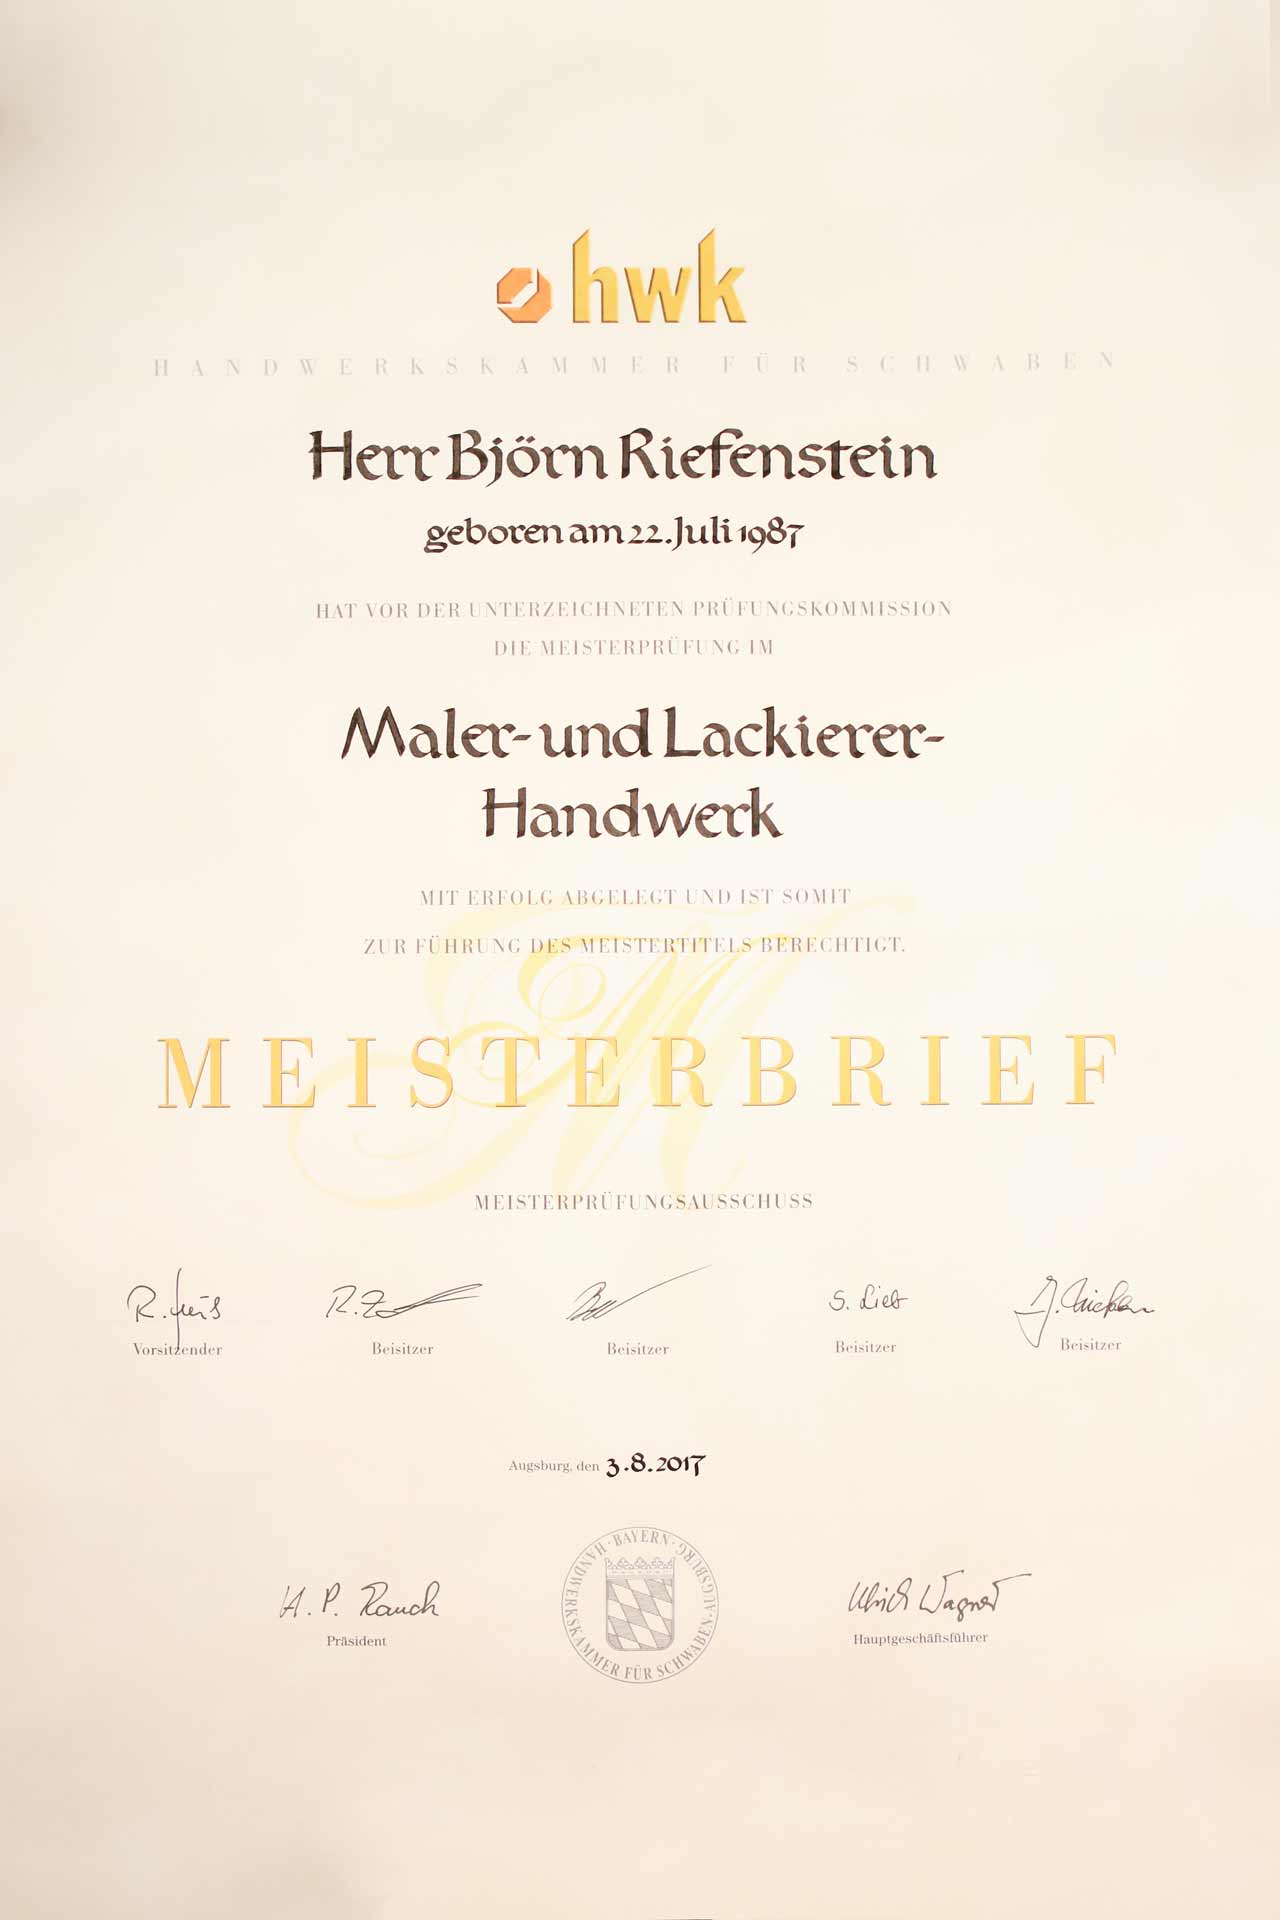 hwk
HANDWERKSKAMMER FÜR SCHWABEN
Herr Björn Riefenstein
geboren am 22. Juli 1987
HAT VOR DER UNTERZEICHNETEN PRÜFUNGSKOMMISSION
DIE MEISTERPRÜFUNG IM
Maler- und Lackierer-
Handwerk
MIT ERFOLG ABGELEGT UND IST SOMIT
ZUR FÜHRUNG DES MEISTERTITELS BERECHTIGT.
M
MEISTERBRIEF
MEISTERPRÜFUNGSAUSSCHUSS
R.
R.
S. Lieb
Vorsitzender Beisitzer Beisitzer Beisitzer Beisitzer
Augsburg, den 3.8.2017
H. P. Rauch
Ulrich Wagner
Präsident
Hauptgeschäftsführer
HANDWERKSKAMMER FÜR SCHWABEN · AUGSBURG · BAYERN ·